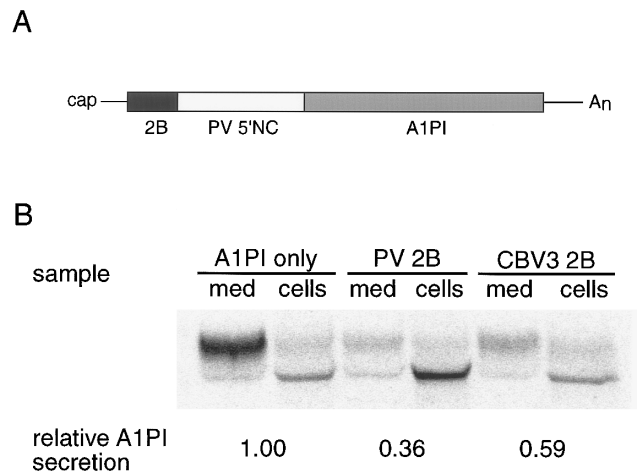 A
cap
An
2B PV 5'NC A1PI
B
sample
A1PI only PV 2B CBV3 2B
med cells med cells med cells
relative A1PI
secretion
1.00 0.36 0.59